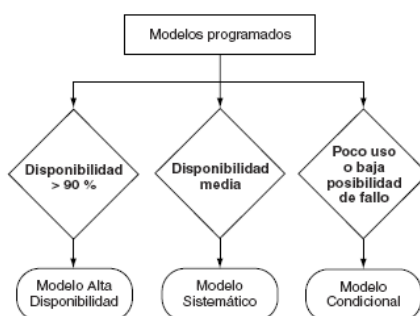 Modelos programados
Disponibilidad
> 90 %
Disponibilidad
media
Poco uso
o baja
posibilidad
de fallo
Modelo Alta
Disponibilidad
Modelo
Sistemático
Modelo
Condicional